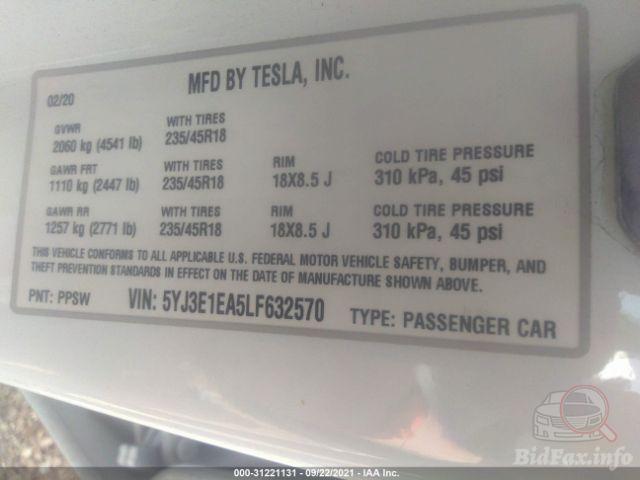 MFD BY TESLA, INC.
02/20
GVWR WITH TIRES
2060 kg (4541 lb) 235/45R18
GAWR FRT WITH TIRES RIM COLD TIRE PRESSURE
1110 kg (2447 lb) 235/45R18 18X8.5 J 310 kPa, 45 psi
GAWR RR WITH TIRES RIM COLD TIRE PRESSURE
1257 kg (2771 lb) 235/45R18 18X8.5 J 310 kPa, 45 psi
THIS VEHICLE CONFORMS TO ALL APPLICABLE U.S. FEDERAL MOTOR VEHICLE SAFETY, BUMPER, AND
THEFT PREVENTION STANDARDS IN EFFECT ON THE DATE OF MANUFACTURE SHOWN ABOVE.
PNT: PPSW VIN: 5YJ3E1EA5LF632570 TYPE: PASSENGER CAR
BidFax.info
000-31221131 - 09/22/2021 - IAA Inc.